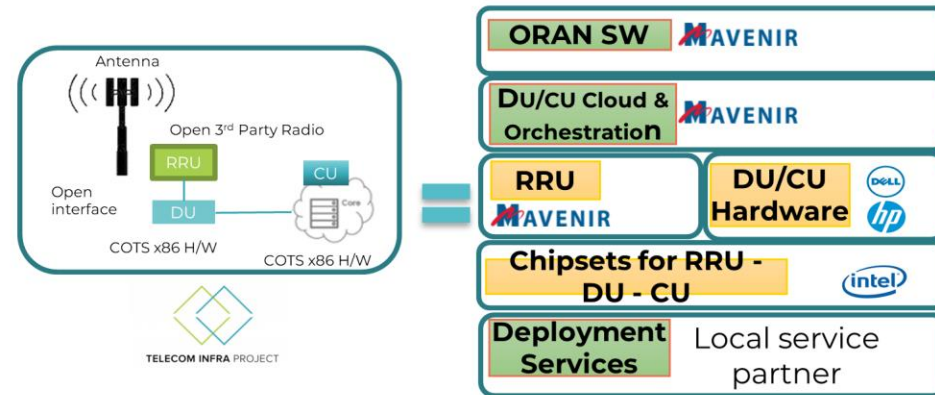 Antenna
Open 3rd Party Radio
RRU
Open
interface
DU
CU
Core
COTS x86 H/W
COTS x86 H/W
TELECOM INFRA PROJECT
ORAN SW
MAVENIR
DU/CU Cloud &
Orchestration
MAVENIR
RRU
MAVENIR
DU/CU
Hardware
DELL
hp
Chipsets for RRU -
DU - CU
intel
Deployment
Services
Local service
partner